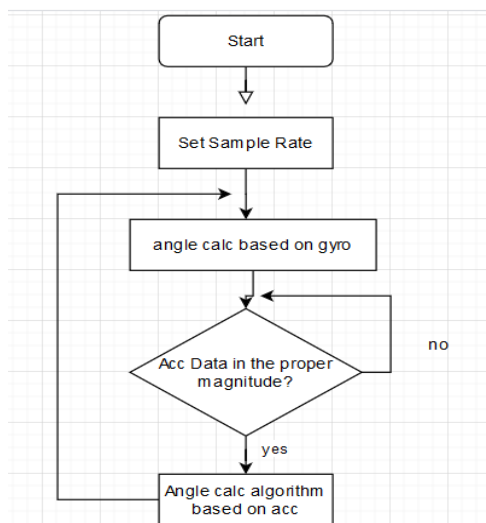 Start
Set Sample Rate
angle calc based on gyro
Acc Data in the proper
magnitude?
no
yes
Angle calc algorithm
based on acc